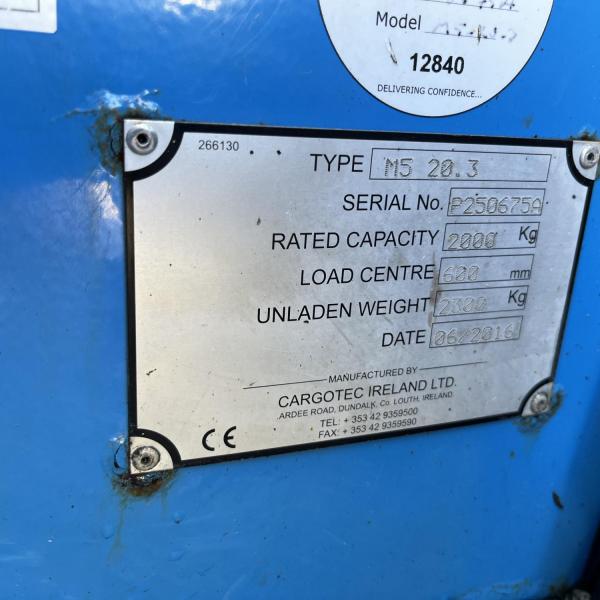 Model
12840
DELIVERING CONFIDENCE...
266130
TYPE M5 20.3
SERIAL No. P250675A
RATED CAPACITY 2000 Kg
LOAD CENTRE 600 mm
UNLADEN WEIGHT 2300 Kg
DATE 06/2016
MANUFACTURED BY
CARGOTEC IRELAND LTD.
ARDEE ROAD, DUNDALK, Co. LOUTH, IRELAND.
TEL: + 353 42 9359500
FAX: + 353 42 9359590
CE